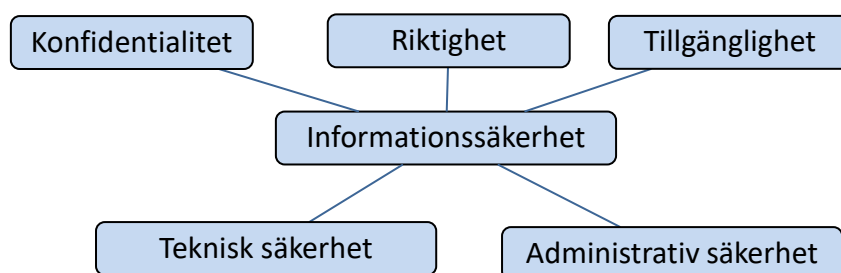 Konfidentialitet
Riktighet
Tillgänglighet
Informationssäkerhet
Teknisk säkerhet
Administrativ säkerhet